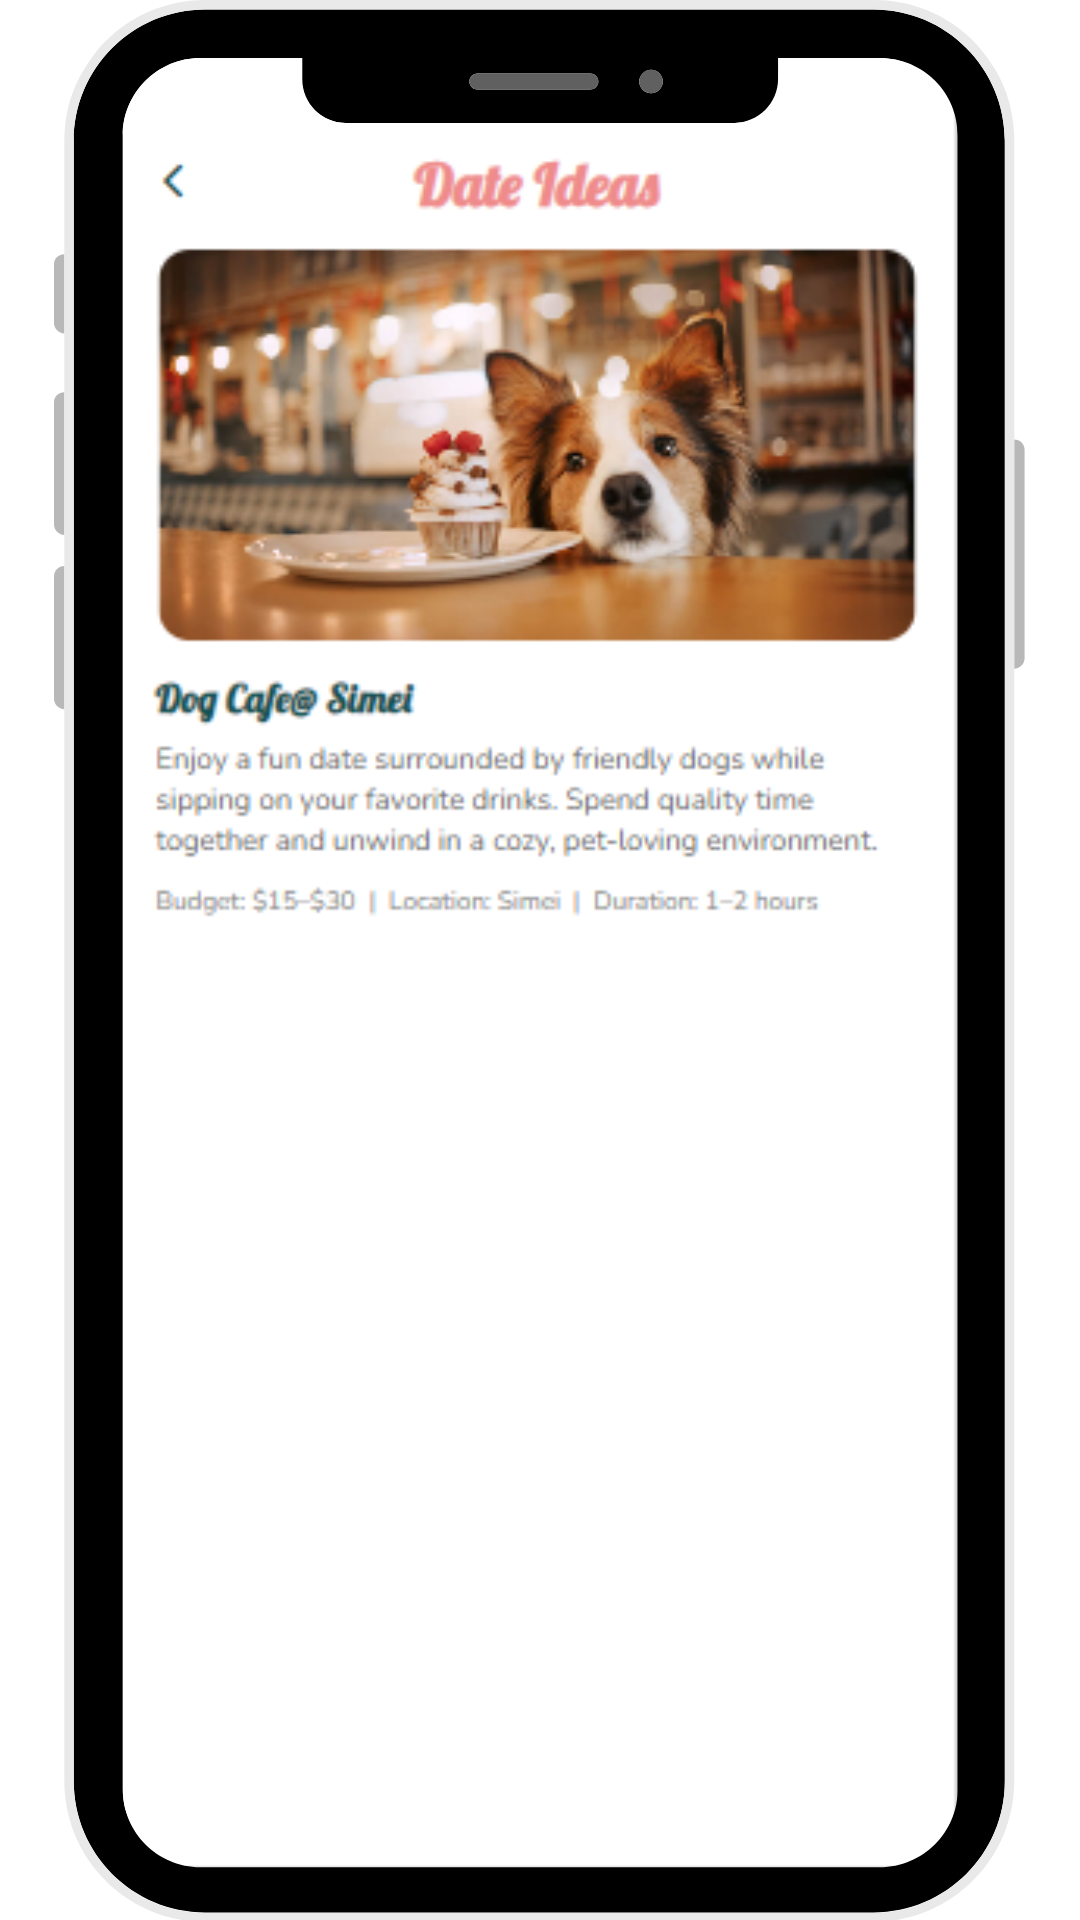 Date Ideas
Dog Cafe@ Simei
Enjoy a fun date surrounded by friendly dogs while
sipping on your favorite drinks. Spend quality time
together and unwind in a cozy, pet-loving environment.
Budget: $15–$30 | Location: Simei | Duration: 1–2 hours